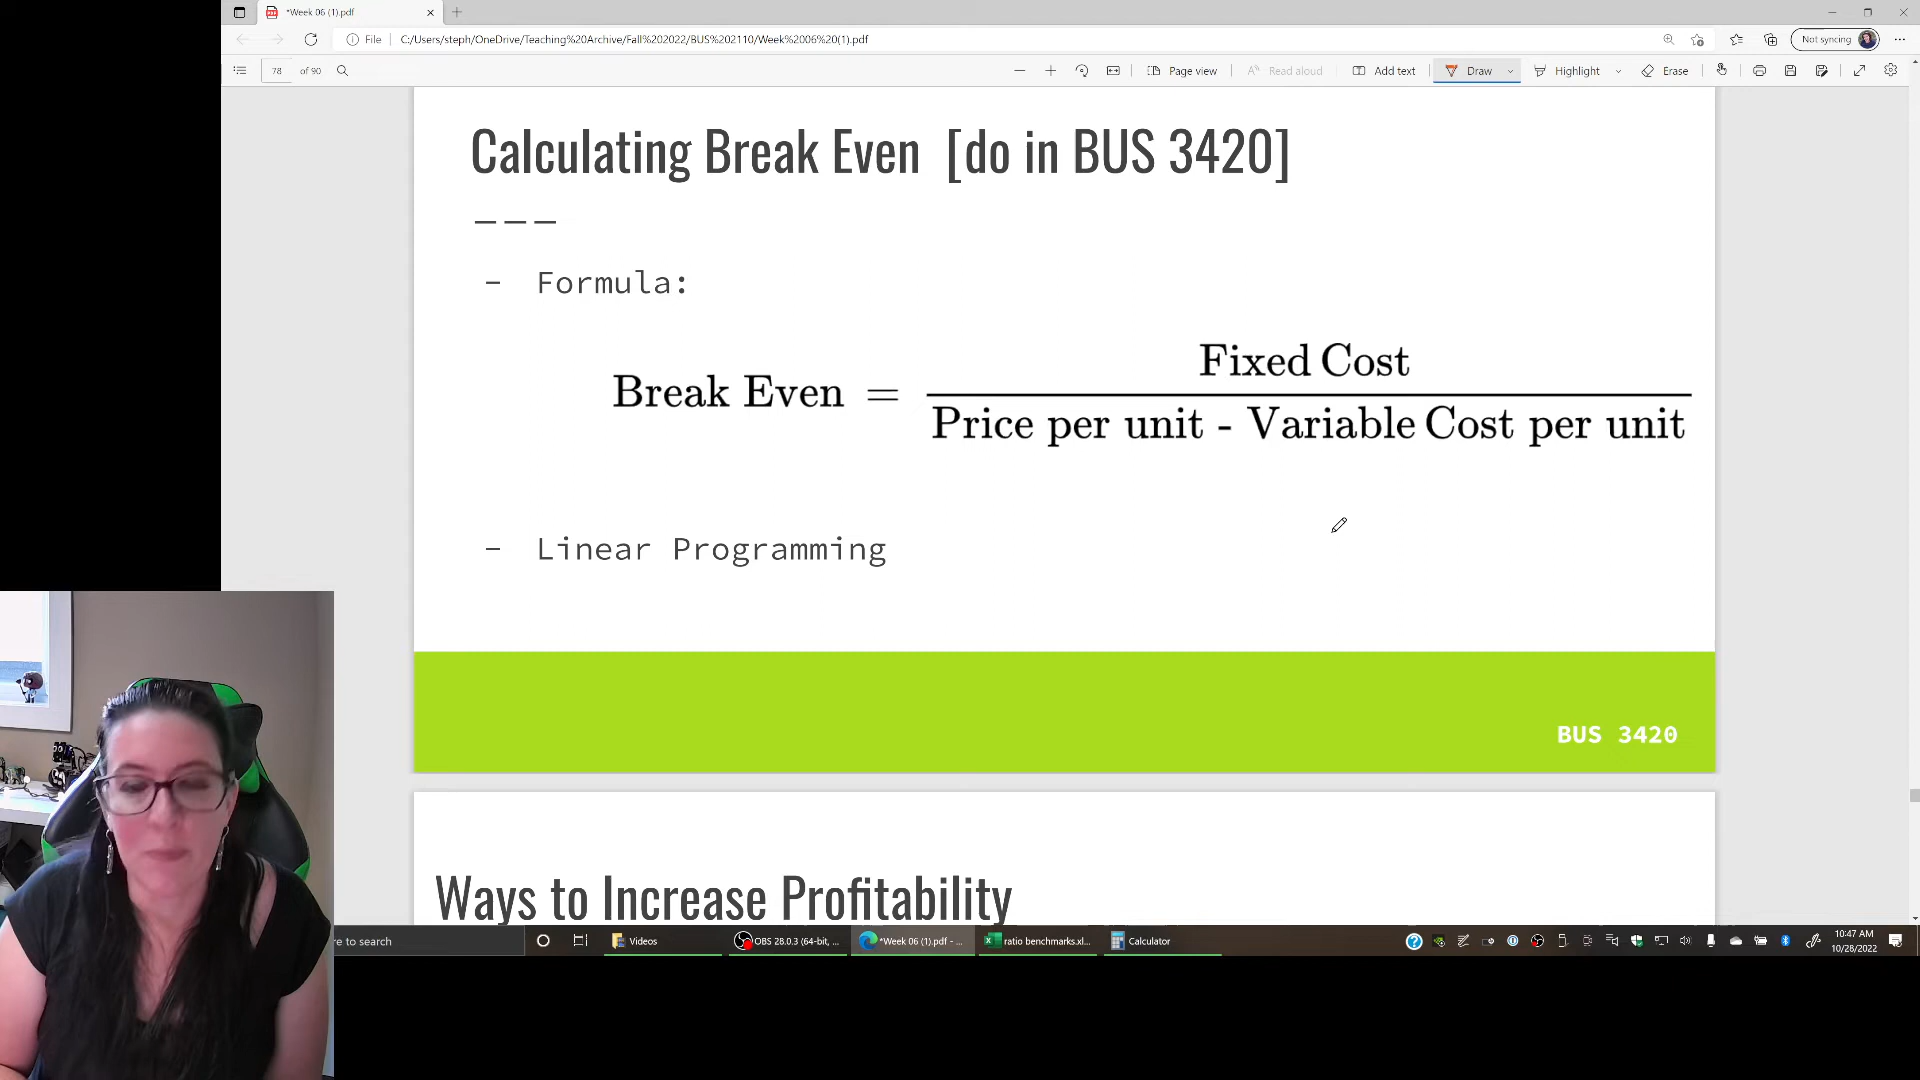 *Week 06 (1).pdf
File C:/Users/steph/OneDrive/Teaching%20Archive/Fall%202022/BUS%202110/Week%2006%20(1).pdf
Not syncing
78 of 90
Page view
Read aloud
Add text
Draw
Highlight
Erase
Calculating Break Even [do in BUS 3420]
– – –
- Formula:
Break Even = Fixed Cost
Price per unit - Variable Cost per unit
- Linear Programming
BUS 3420
Ways to Increase Profitability
re to search
Videos
OBS 28.0.3 (64-bit, ...
*Week 06 (1).pdf - ...
ratio benchmarks.xl...
Calculator
10:47 AM
10/28/2022